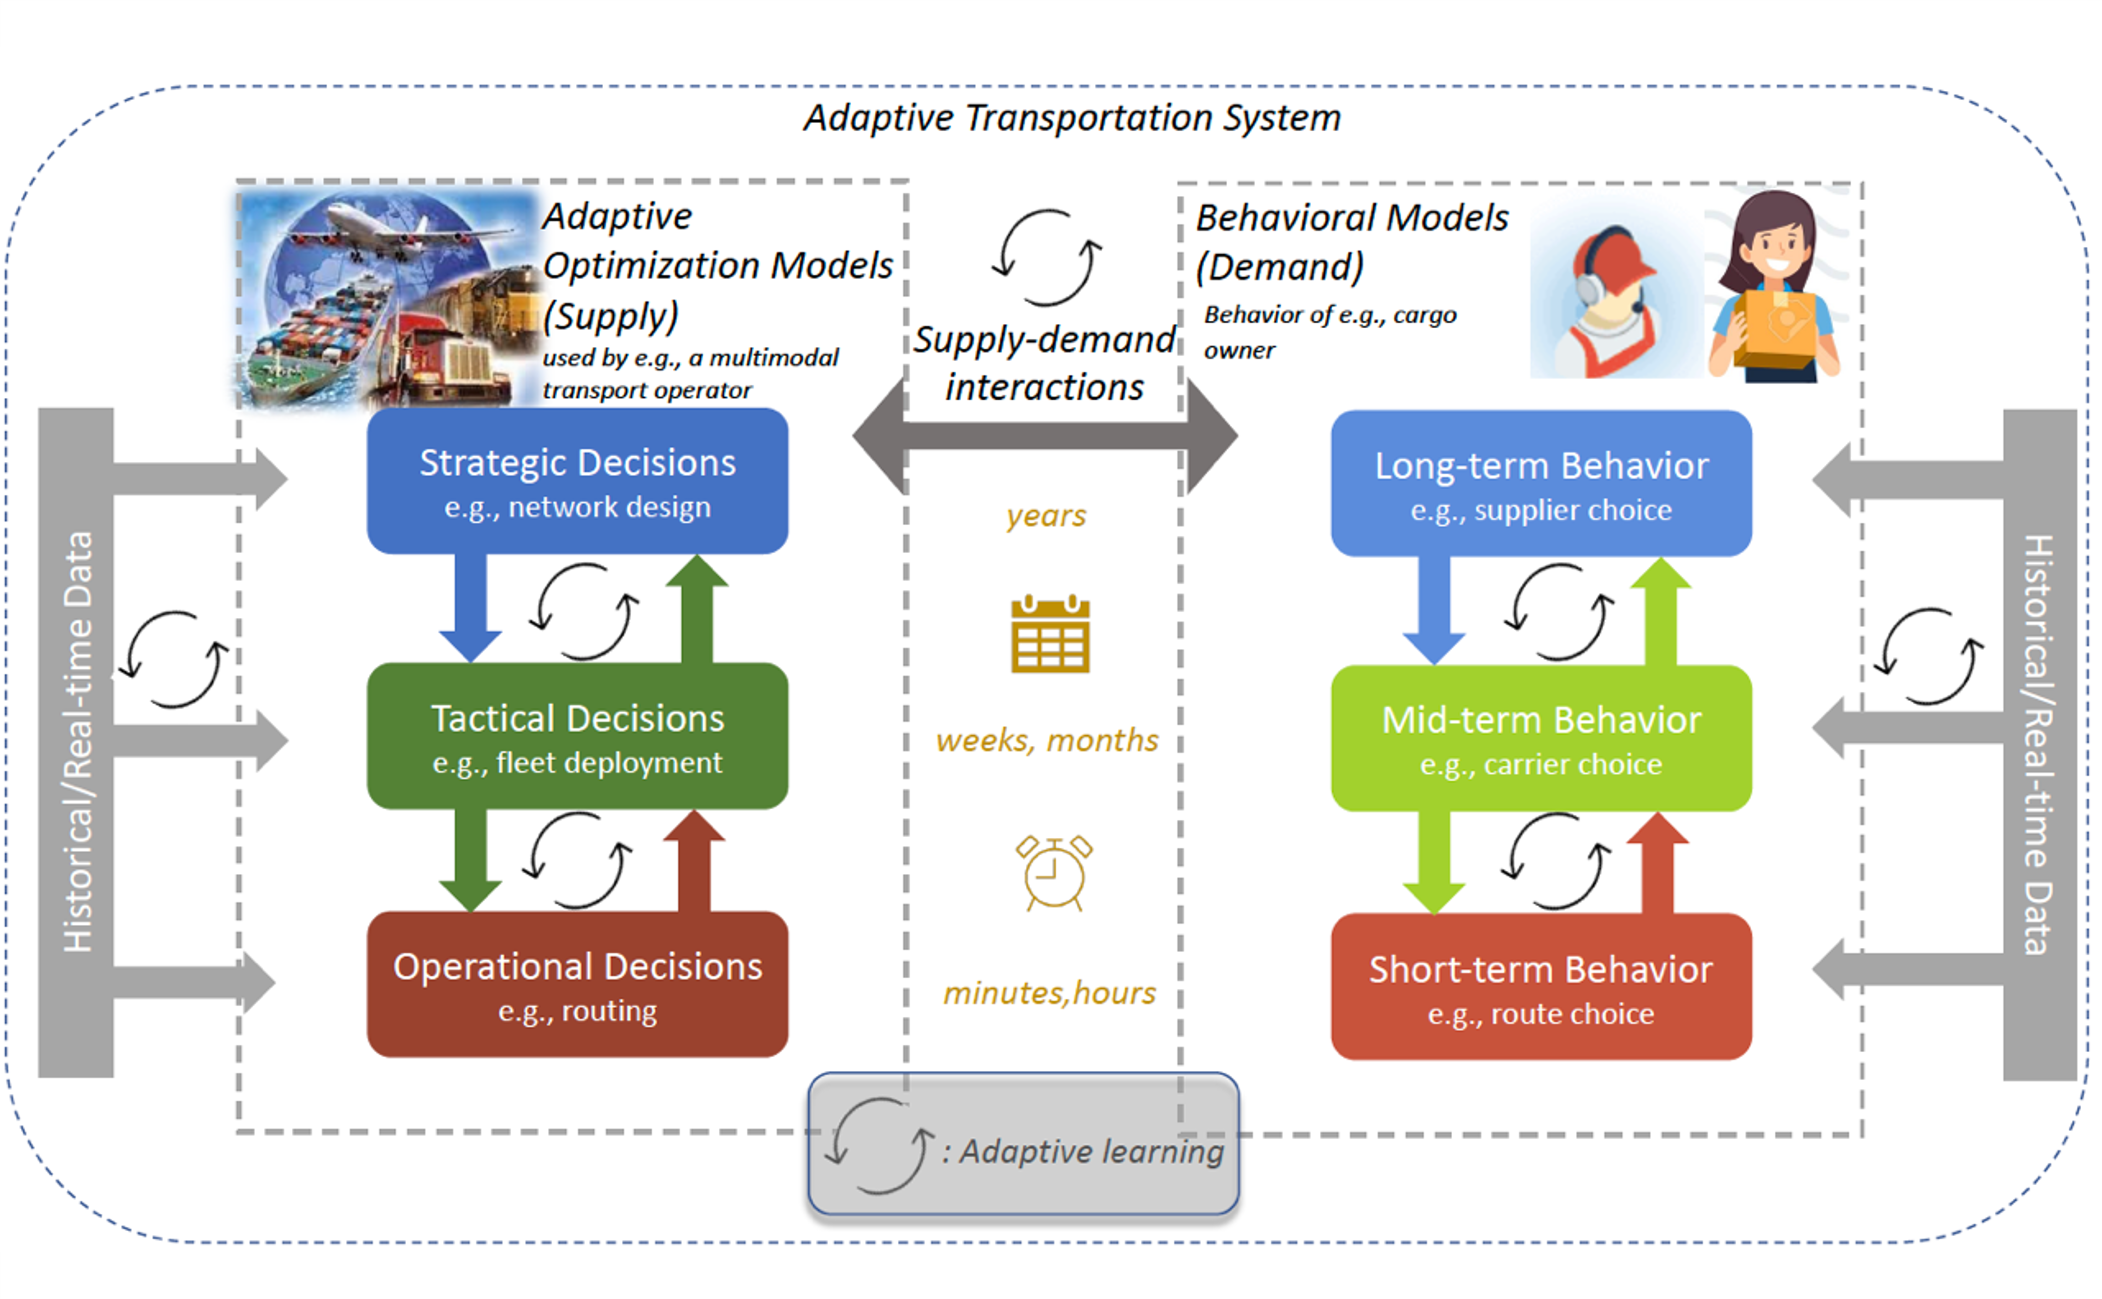 Adaptive Transportation System
Adaptive
Optimization Models
(Supply)
used by e.g., a multimodal
transport operator
Supply-demand
interactions
Behavioral Models
(Demand)
Behavior of e.g., cargo
owner
Historical/Real-time Data
Strategic Decisions
e.g., network design
Tactical Decisions
e.g., fleet deployment
Operational Decisions
e.g., routing
years
weeks, months
minutes,hours
Long-term Behavior
e.g., supplier choice
Mid-term Behavior
e.g., carrier choice
Short-term Behavior
e.g., route choice
Historical/Real-time Data
: Adaptive learning